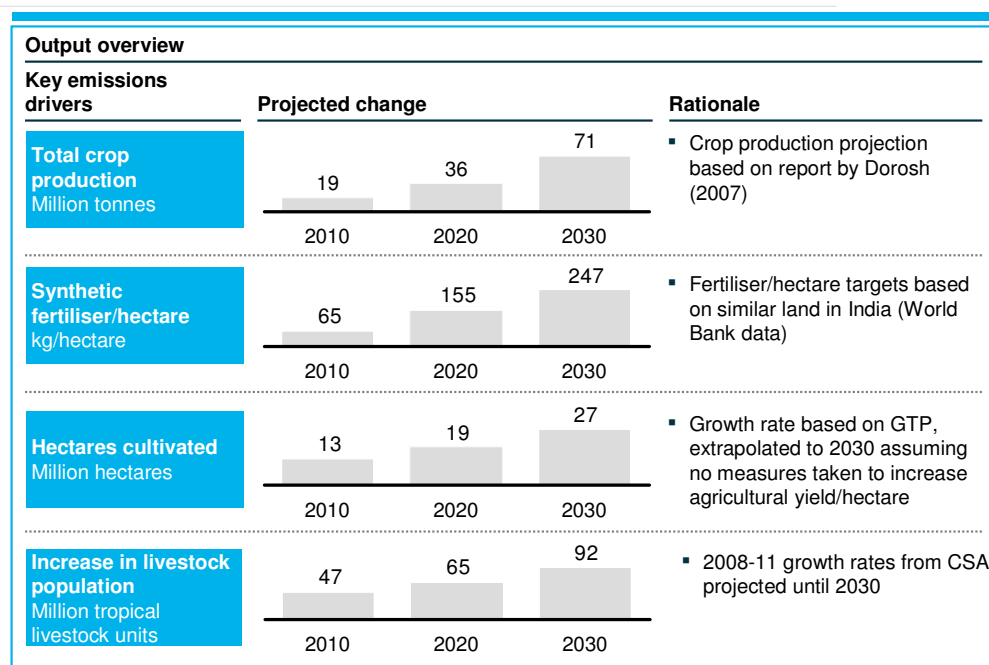 Output overview
Key emissions
drivers
Projected change
Rationale
Total crop
production
Million tonnes
19
36
71
2010
2020
2030
▪ Crop production projection
based on report by Dorosh
(2007)
Synthetic
fertiliser/hectare
kg/hectare
65
155
247
2010
2020
2030
▪ Fertiliser/hectare targets based
on similar land in India (World
Bank data)
Hectares cultivated
Million hectares
13
19
27
2010
2020
2030
▪ Growth rate based on GTP,
extrapolated to 2030 assuming
no measures taken to increase
agricultural yield/hectare
Increase in livestock
population
Million tropical
livestock units
47
65
92
2010
2020
2030
▪ 2008-11 growth rates from CSA
projected until 2030